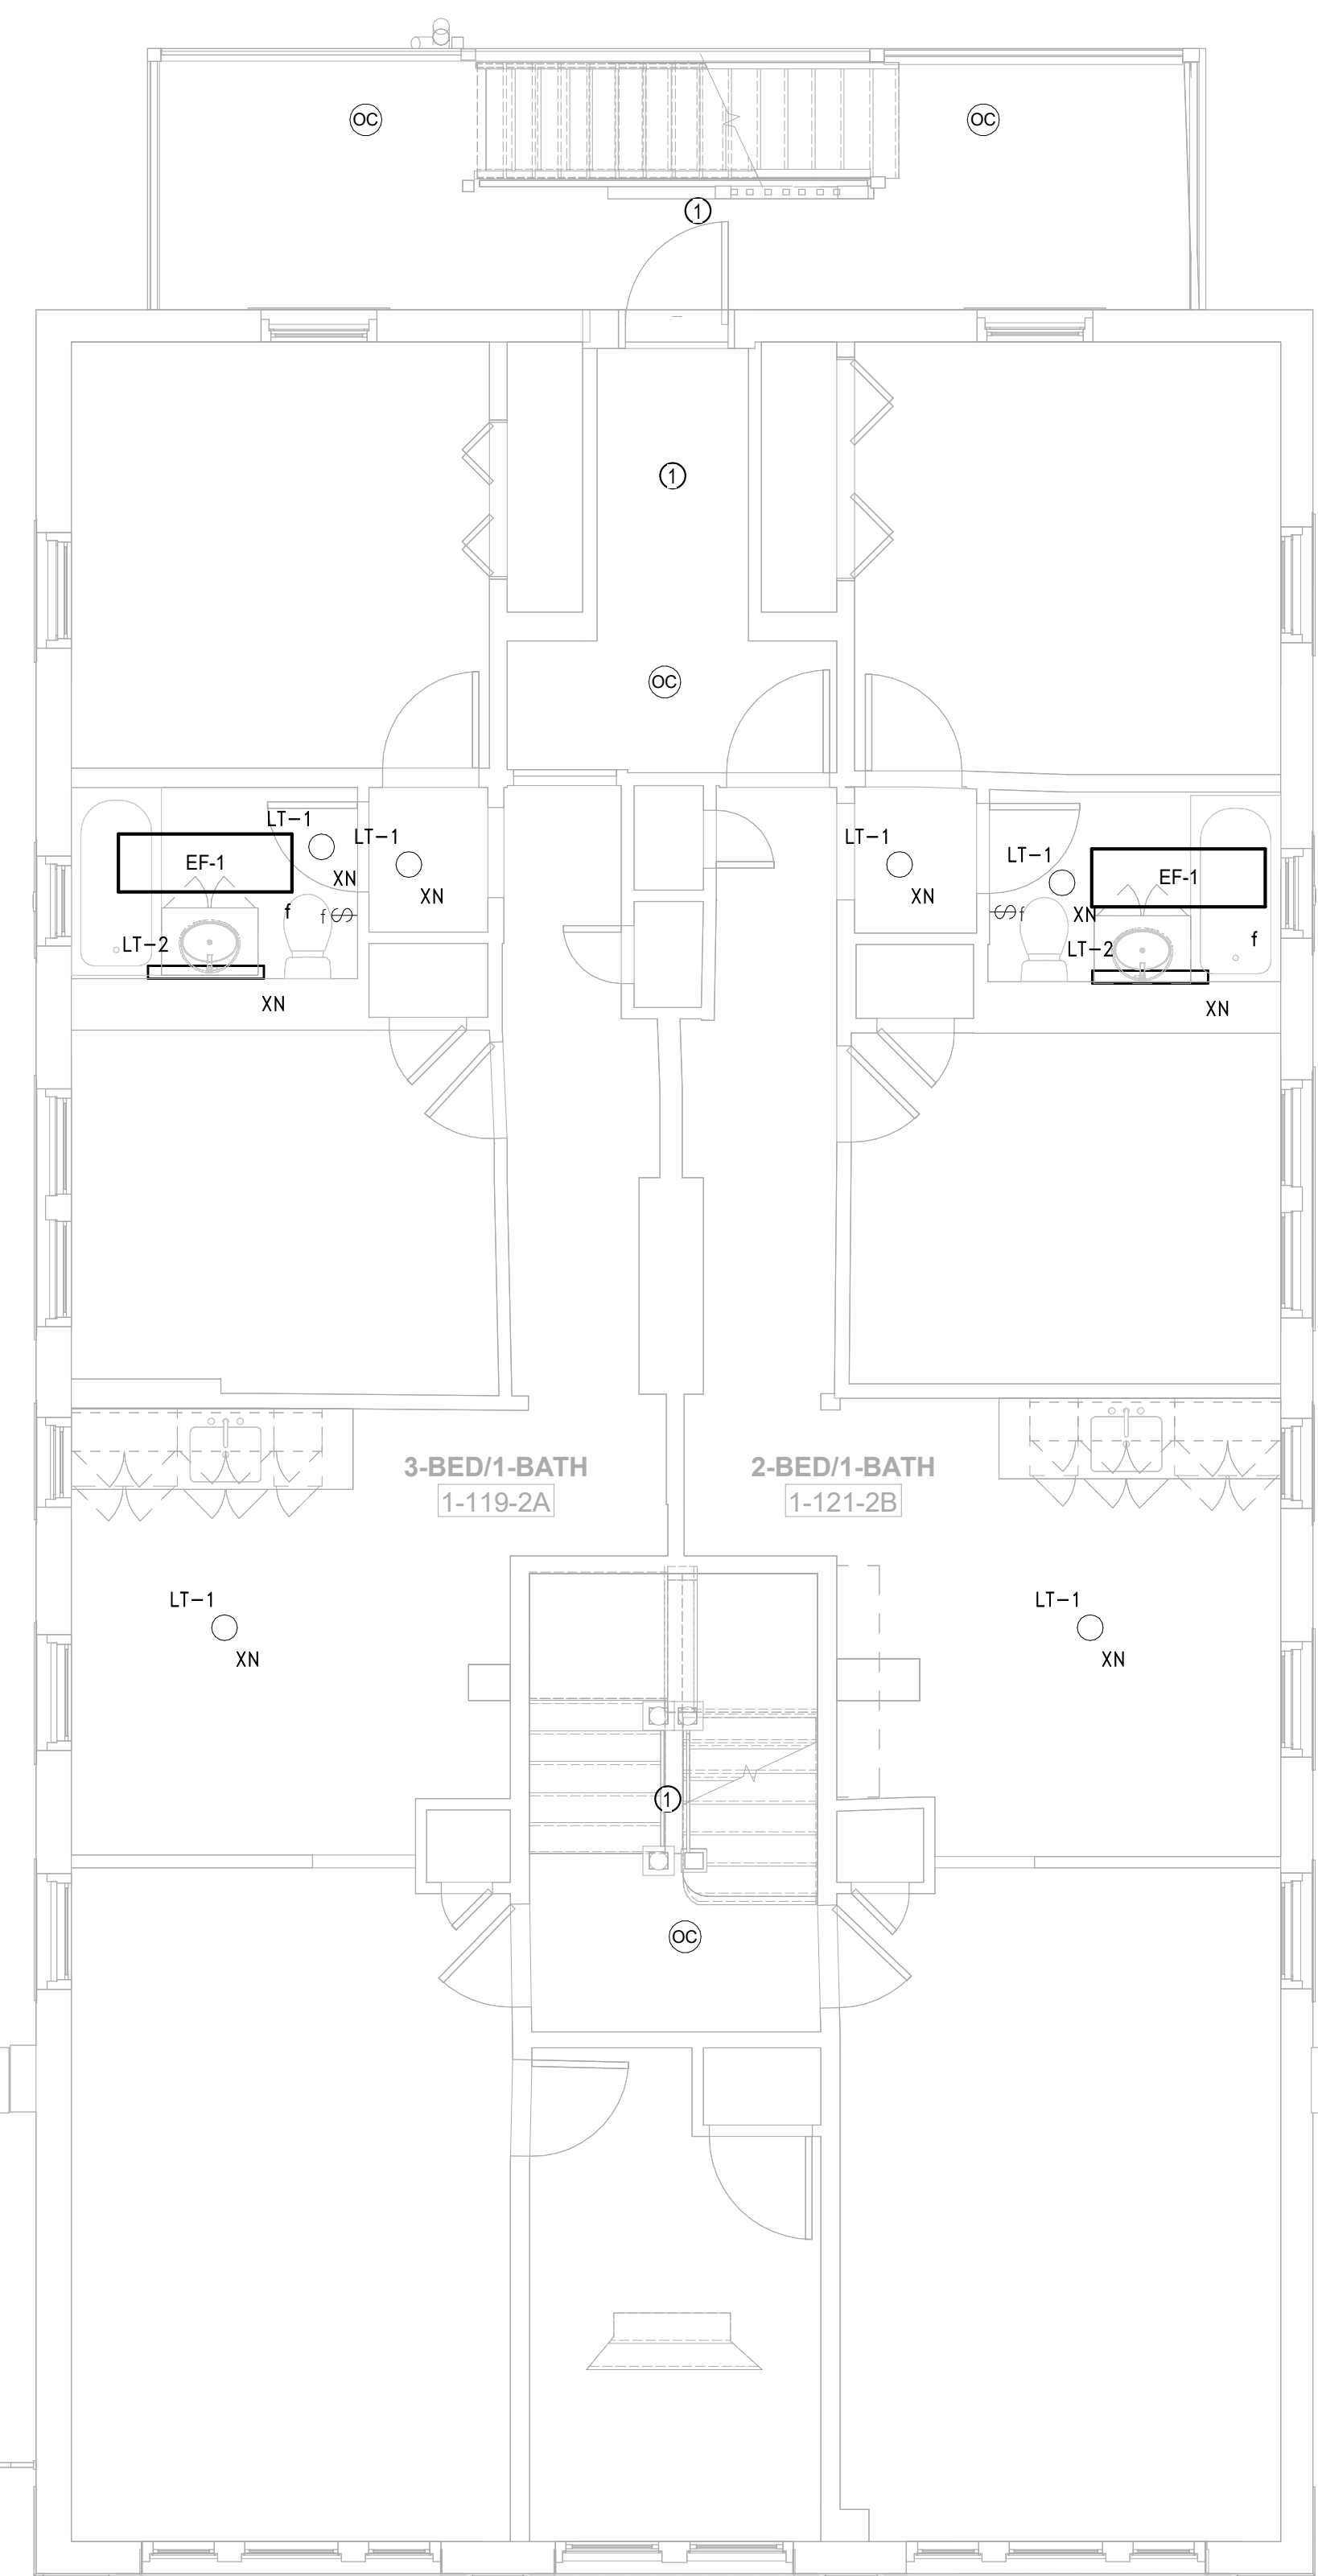 OC
OC
1
1
OC
LT-1
LT-1
LT-1
LT-1
EF-1
EF-1
XN
XN
XN
XN
f
f
$
$
f
f
LT-2
LT-2
XN
XN
3-BED/1-BATH
2-BED/1-BATH
1-119-2A
1-121-2B
LT-1
LT-1
XN
XN
1
OC